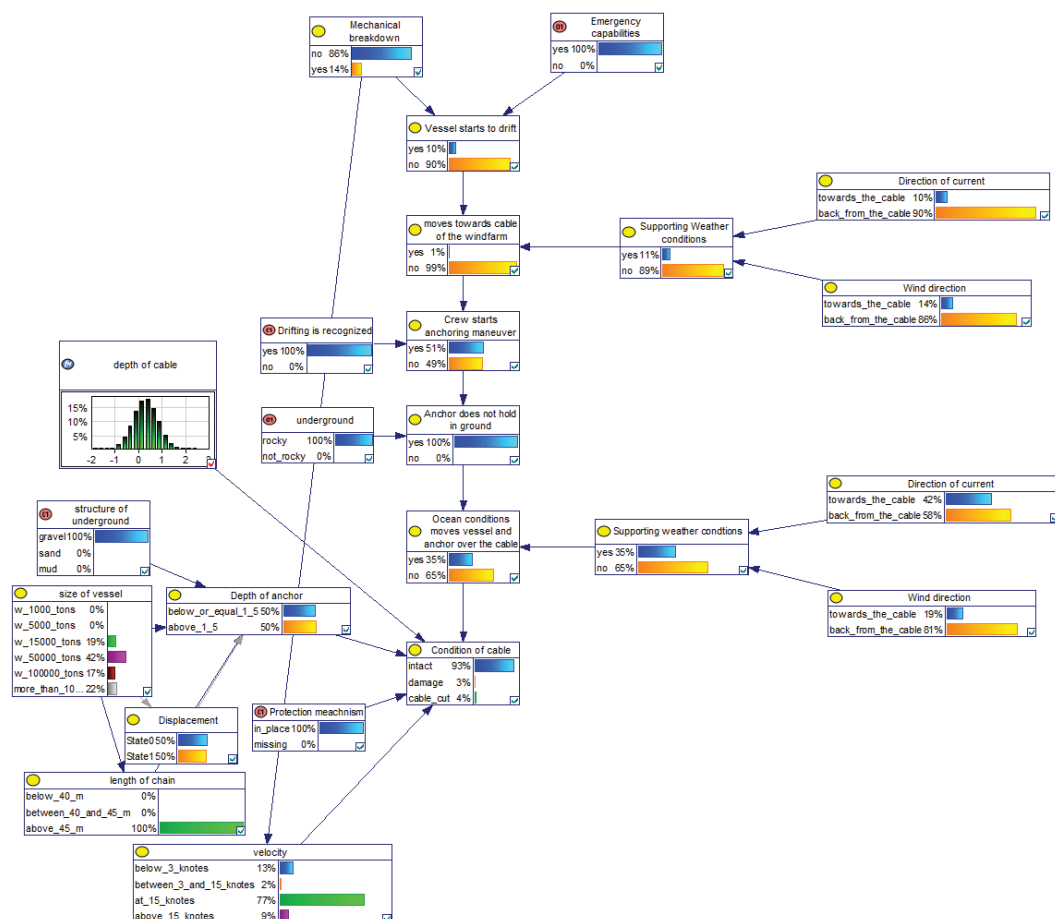 Mechanical
breakdown
no 86%
yes 14%
Emergency
capabilities
yes 100%
no 0%
Vessel starts to drift
yes 10%
no 90%
Direction of current
towards_the_cable 10%
back_from_the_cable 90%
moves towards cable
of the windfarm
yes 1%
no 99%
Supporting Weather
conditions
yes 11%
no 89%
Wind direction
towards_the_cable 14%
back_from_the_cable 86%
Drifting is recognized
yes 100%
no 0%
Crew starts
anchoring maneuver
yes 51%
no 49%
depth of cable
15%
10%
5%
-2 -1 0 1 2 3
underground
rocky 100%
not_rocky 0%
Anchor does not hold
in ground
yes 100%
no 0%
Direction of current
towards_the_cable 42%
back_from_the_cable 58%
structure of
underground
gravel 100%
sand 0%
mud 0%
Ocean conditions
moves vessel and
anchor over the cable
yes 35%
no 65%
Supporting weather condtions
yes 35%
no 65%
Wind direction
towards_the_cable 19%
back_from_the_cable 81%
size of vessel
w_1000_tons 0%
w_5000_tons 0%
w_15000_tons 19%
w_50000_tons 42%
w_100000_tons 17%
more_than_10... 22%
Depth of anchor
below_or_equal_1_5 50%
above_1_5 50%
Condition of cable
intact 93%
damage 3%
cable_cut 4%
Displacement
State0 50%
State1 50%
Protection meachnism
in_place 100%
missing 0%
length of chain
below_40_m 0%
between_40_and_45_m 0%
above_45_m 100%
velocity
below_3_knotes 13%
between_3_and_15_knotes 2%
at_15_knotes 77%
above_15_knotes 9%